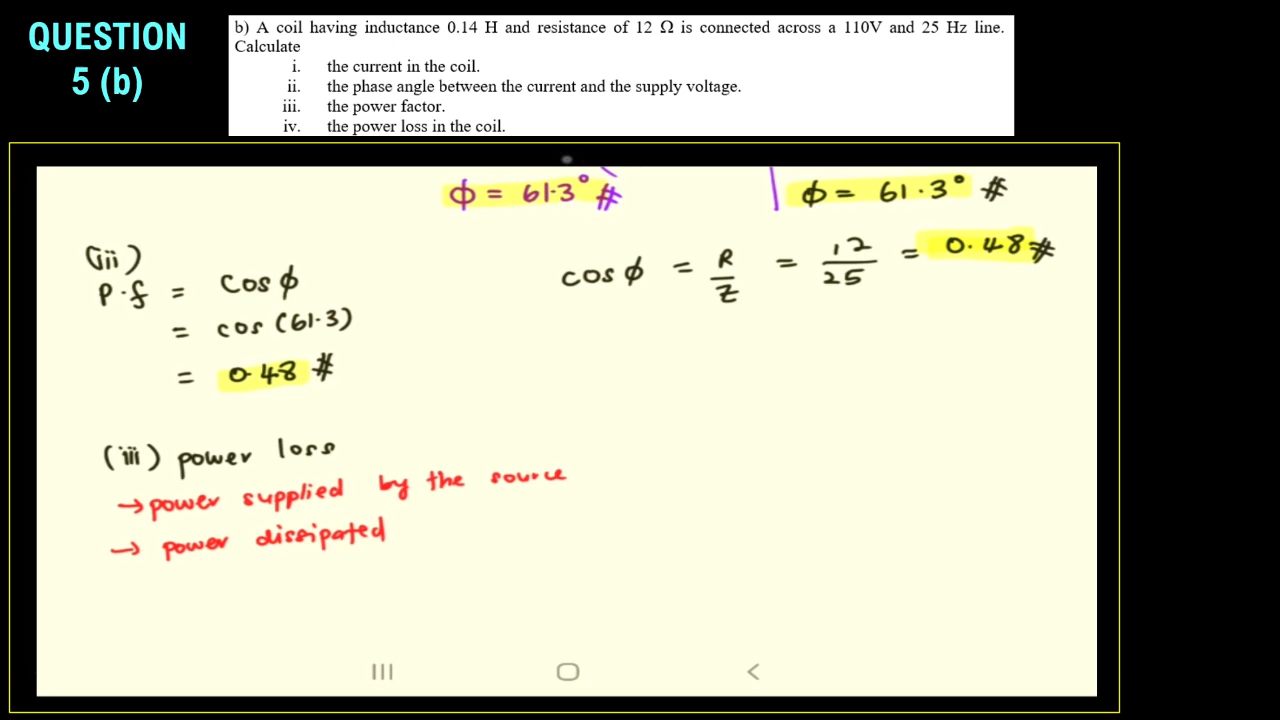 QUESTION
5 (b)
b) A coil having inductance 0.14 H and resistance of 12 Ω is connected across a 110V and 25 Hz line.
Calculate
i. the current in the coil.
ii. the phase angle between the current and the supply voltage.
iii. the power factor.
iv. the power loss in the coil.
ϕ = 61.3° #
ϕ = 61.3° #
(iii)
P.f = cos ϕ
= cos (61.3)
= 0.48 #
cos ϕ = R/Z = 12/25 = 0.48 #
(iii) power loss
→ power supplied by the source
→ power dissipated